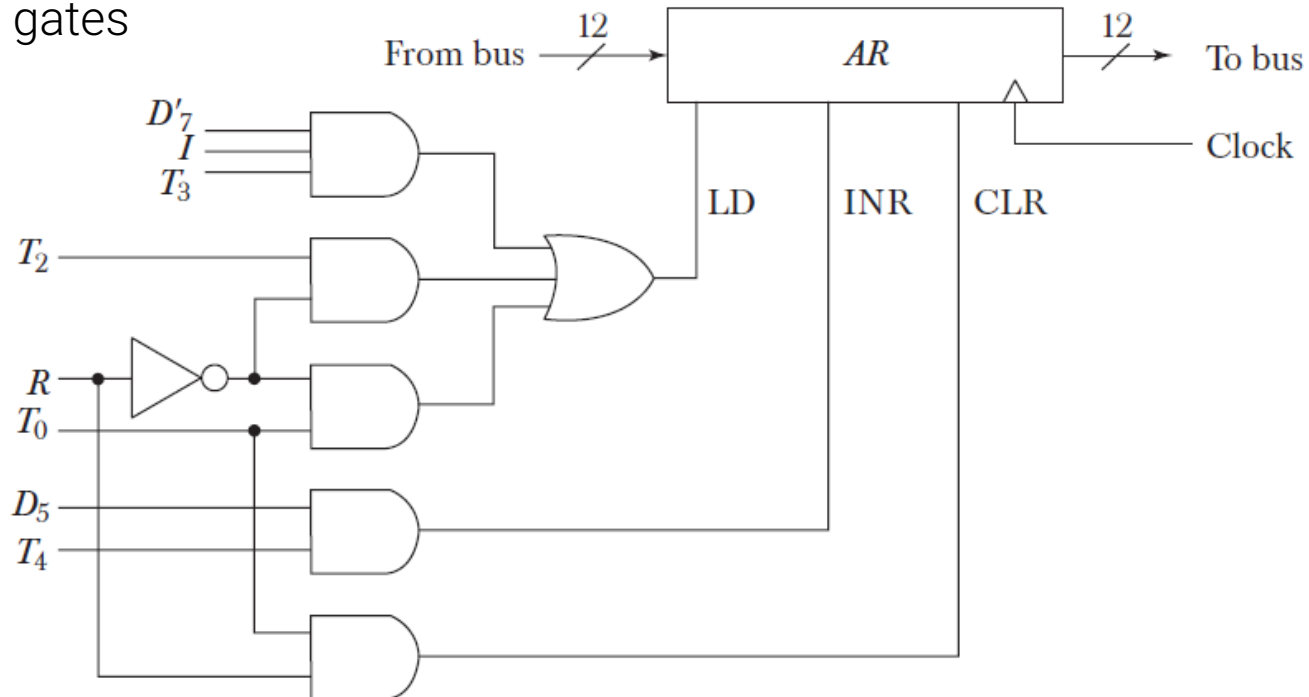 gates
12
12
From bus
AR
To bus
D'₇
I
T₃
Clock
LD
INR
CLR
T₂
R
T₀
D₅
T₄